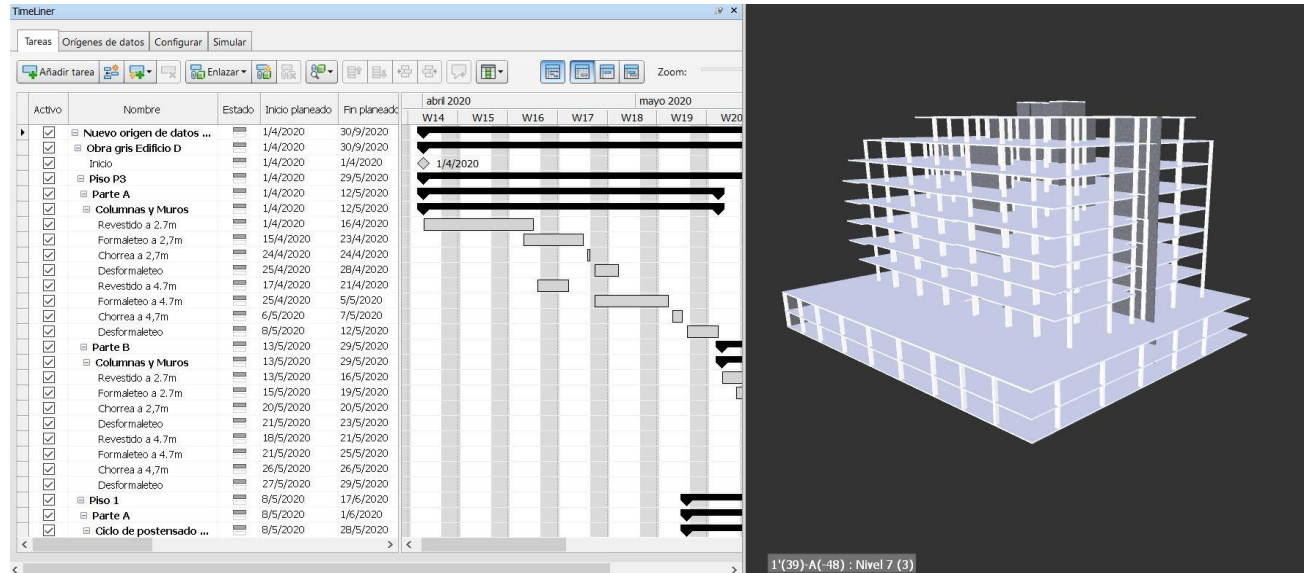 TimeLiner
Tareas Orígenes de datos Configurar Simular
Añadir tarea Enlazar Zoom:
Activo Nombre Estado Inicio planeado Fin planeado abril 2020 mayo 2020
W14 W15 W16 W17 W18 W19 W20
Nuevo origen de datos ... 1/4/2020 30/9/2020
Obra gris Edificio D 1/4/2020 30/9/2020
Inicio 1/4/2020 1/4/2020 1/4/2020
Piso P3 1/4/2020 29/5/2020
Parte A 1/4/2020 12/5/2020
Columnas y Muros 1/4/2020 12/5/2020
Revestido a 2.7m 1/4/2020 16/4/2020
Formaleteo a 2,7m 15/4/2020 23/4/2020
Chorrea a 2,7m 24/4/2020 24/4/2020
Desformaleteo 25/4/2020 28/4/2020
Revestido a 4.7m 17/4/2020 21/4/2020
Formaleteo a 4.7m 25/4/2020 5/5/2020
Chorrea a 4,7m 6/5/2020 7/5/2020
Desformaleteo 8/5/2020 12/5/2020
Parte B 13/5/2020 29/5/2020
Columnas y Muros 13/5/2020 29/5/2020
Revestido a 2.7m 13/5/2020 16/5/2020
Formaleteo a 2.7m 15/5/2020 19/5/2020
Chorrea a 2,7m 20/5/2020 20/5/2020
Desformaleteo 21/5/2020 23/5/2020
Revestido a 4.7m 18/5/2020 21/5/2020
Formaleteo a 4.7m 21/5/2020 25/5/2020
Chorrea a 4,7m 26/5/2020 26/5/2020
Desformaleteo 27/5/2020 29/5/2020
Piso 1 8/5/2020 17/6/2020
Parte A 8/5/2020 1/6/2020
Ciclo de postensado ... 8/5/2020 28/5/2020
1'(39)-A(-48) : Nivel 7 (3)